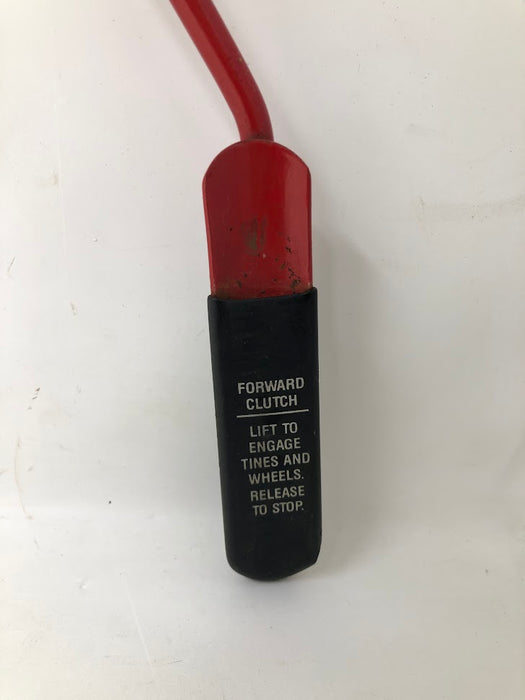 FORWARD
CLUTCH
LIFT TO
ENGAGE
TINES AND
WHEELS.
RELEASE
TO STOP.